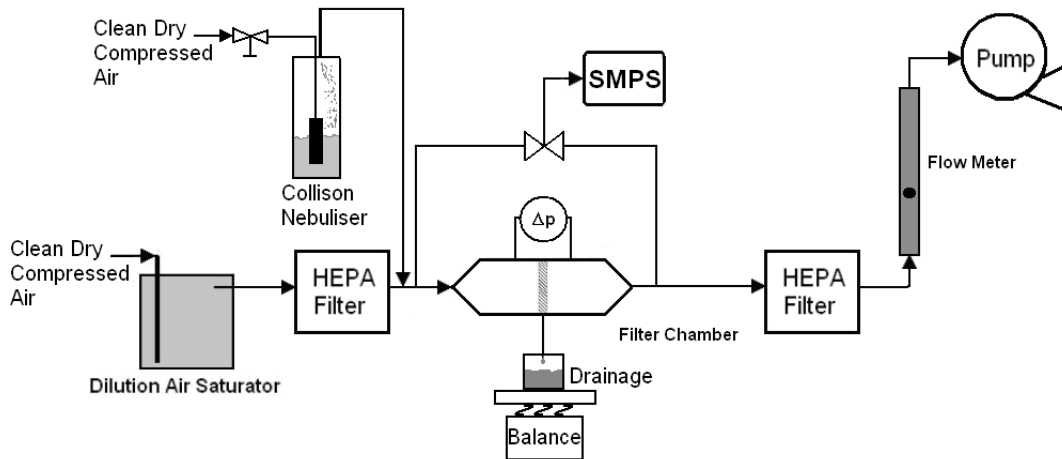 Clean Dry
Compressed
Air
SMPS
Pump
Collison
Nebuliser
Flow Meter
Δp
Clean Dry
Compressed
Air
HEPA
Filter
HEPA
Filter
Filter Chamber
Dilution Air Saturator
Drainage
Balance